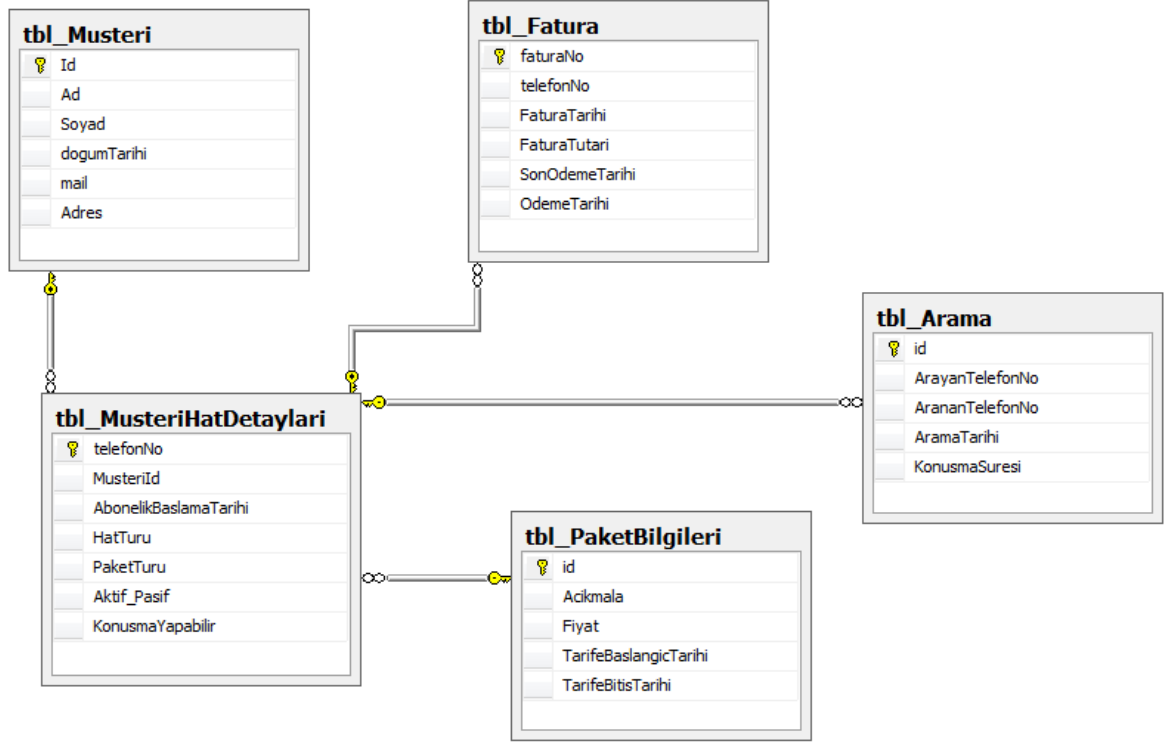 tbl_Musteri
Id
Ad
Soyad
dogumTarihi
mail
Adres
tbl_Fatura
faturaNo
telefonNo
FaturaTarihi
FaturaTutari
SonOdemeTarihi
OdemeTarihi
tbl_Arama
id
ArayanTelefonNo
ArananTelefonNo
AramaTarihi
KonusmaSuresi
tbl_MusteriHatDetaylari
telefonNo
MusteriId
AbonelikBaslamaTarihi
HatTuru
PaketTuru
Aktif_Pasif
KonusmaYapabilir
tbl_PaketBilgileri
id
Acikmala
Fiyat
TarifeBaslangicTarihi
TarifeBitisTarihi